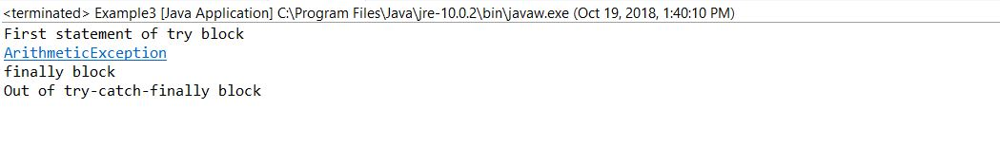 <terminated> Example3 [Java Application] C:\Program Files\Java\jre-10.0.2\bin\javaw.exe (Oct 19, 2018, 1:40:10 PM)
First statement of try block
ArithmeticException
finally block
Out of try-catch-finally block